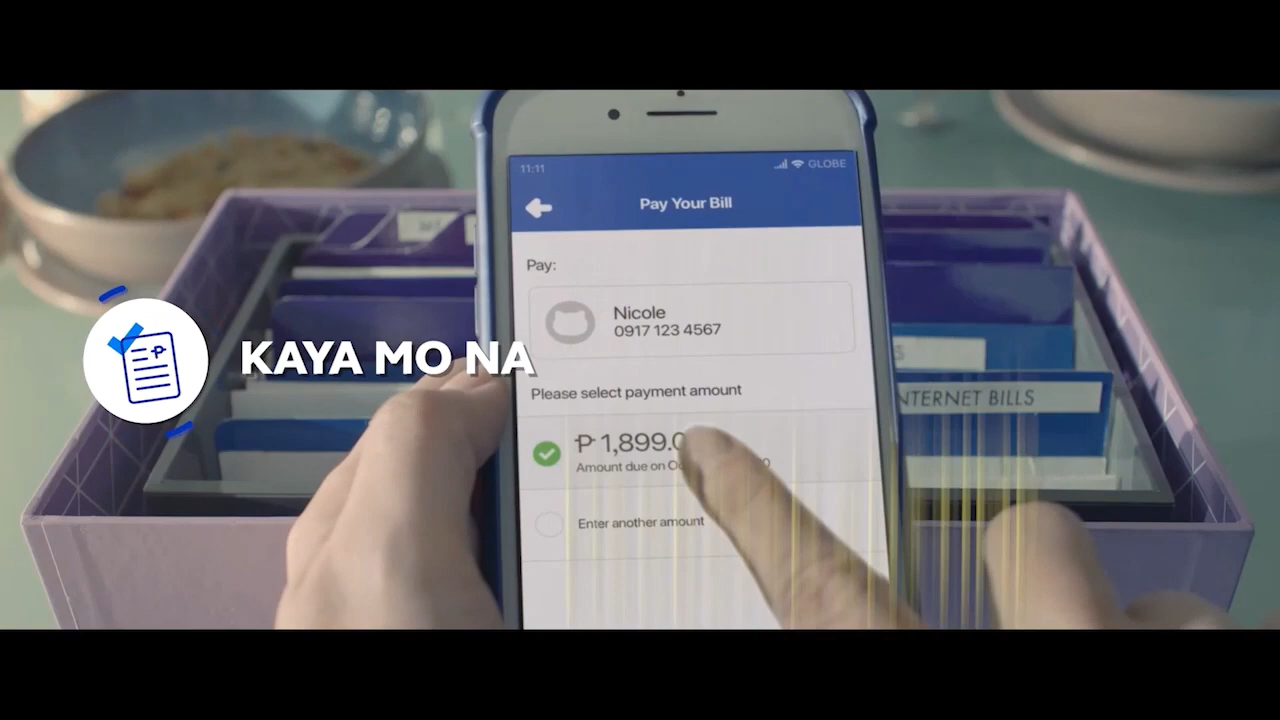 11:11
GLOBE
Pay Your Bill
Pay:
Nicole
0917 123 4567
KAYA MO NA
Please select payment amount
INTERNET BILLS
₱ 1,899.0
Amount due on
Enter another amount
₱